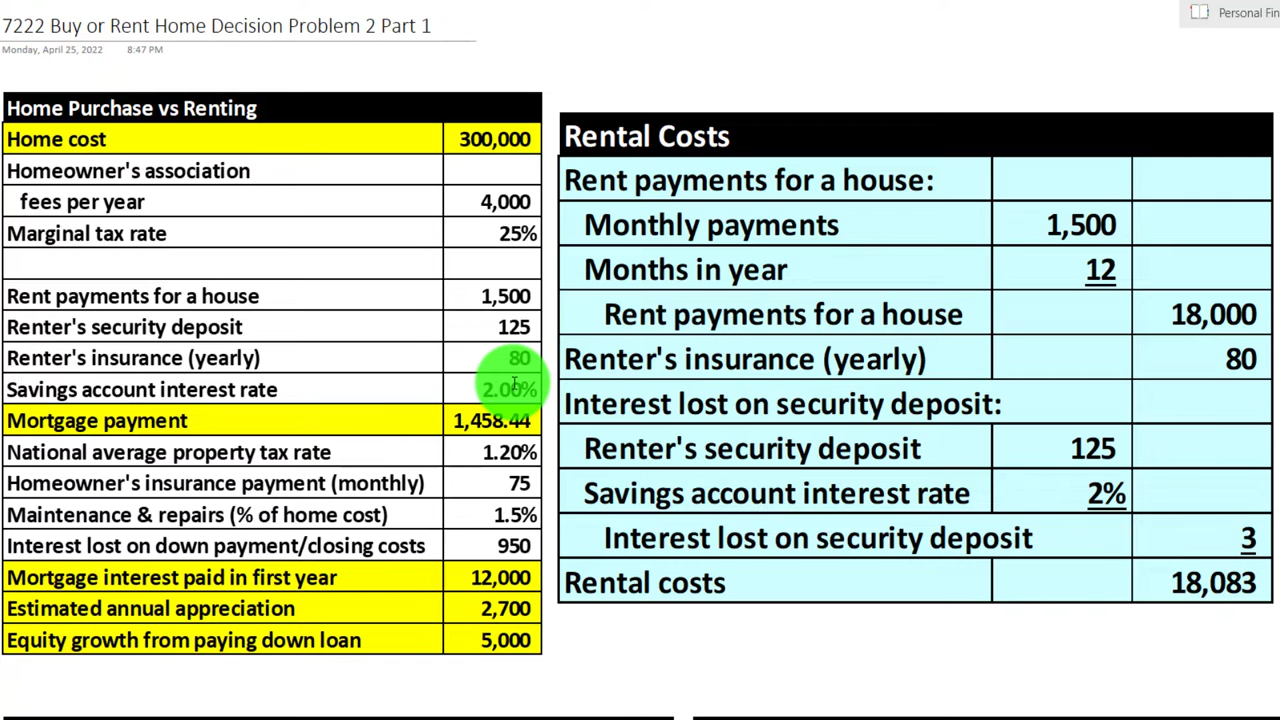 7222 Buy or Rent Home Decision Problem 2 Part 1
Personal Fin
Monday, April 25, 2022 8:47 PM
Home Purchase vs Renting
Home cost 300,000
Homeowner's association
fees per year 4,000
Marginal tax rate 25%
Rent payments for a house 1,500
Renter's security deposit 125
Renter's insurance (yearly) 80
Savings account interest rate 2.00%
Mortgage payment 1,458.44
National average property tax rate 1.20%
Homeowner's insurance payment (monthly) 75
Maintenance & repairs (% of home cost) 1.5%
Interest lost on down payment/closing costs 950
Mortgage interest paid in first year 12,000
Estimated annual appreciation 2,700
Equity growth from paying down loan 5,000
Rental Costs
Rent payments for a house:
Monthly payments 1,500
Months in year 12
Rent payments for a house 18,000
Renter's insurance (yearly) 80
Interest lost on security deposit:
Renter's security deposit 125
Savings account interest rate 2%
Interest lost on security deposit 3
Rental costs 18,083